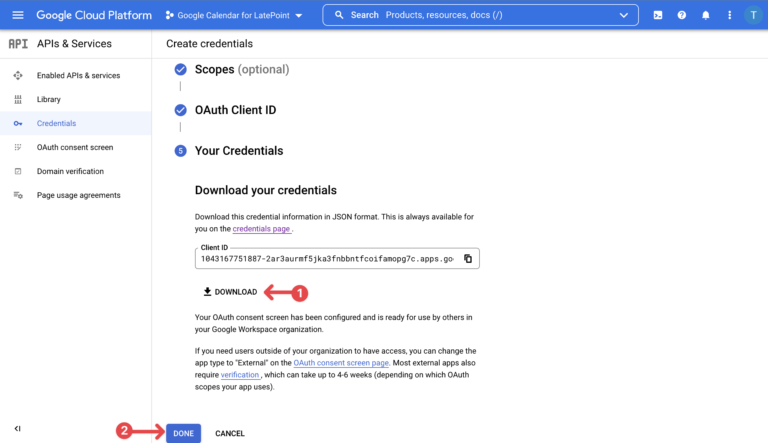 Google Cloud Platform
Google Calendar for LatePoint
Search Products, resources, docs (/)
T
API APIs & Services
Create credentials
Enabled APIs & services
Library
Credentials
OAuth consent screen
Domain verification
Page usage agreements
Scopes (optional)
OAuth Client ID
5 Your Credentials
Download your credentials
Download this credential information in JSON format. This is always available for
you on the credentials page .
Client ID
1043167751887-2ar3aurmf5jka3fnbbntfcoifamopg7c.apps.goo
DOWNLOAD
1
Your OAuth consent screen has been configured and is ready for use by others in
your Google Workspace organization.
If you need users outside of your organization to have access, you can change the
app type to "External" on the OAuth consent screen page. Most external apps also
require verification , which can take up to 4-6 weeks (depending on which OAuth
scopes your app uses).
2
DONE CANCEL